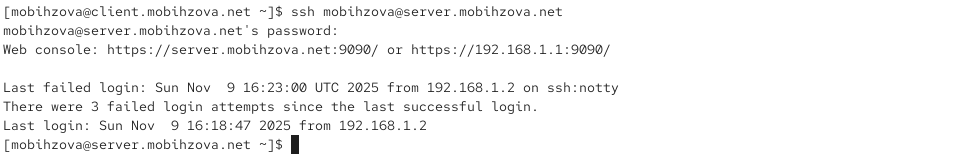 [mobihzova@client.mobihzova.net ~]$ ssh mobihzova@server.mobihzova.net
mobihzova@server.mobihzova.net's password:
Web console: https://server.mobihzova.net:9090/ or https://192.168.1.1:9090/
Last failed login: Sun Nov  9 16:23:00 UTC 2025 from 192.168.1.2 on ssh:notty
There were 3 failed login attempts since the last successful login.
Last login: Sun Nov  9 16:18:47 2025 from 192.168.1.2
[mobihzova@server.mobihzova.net ~]$